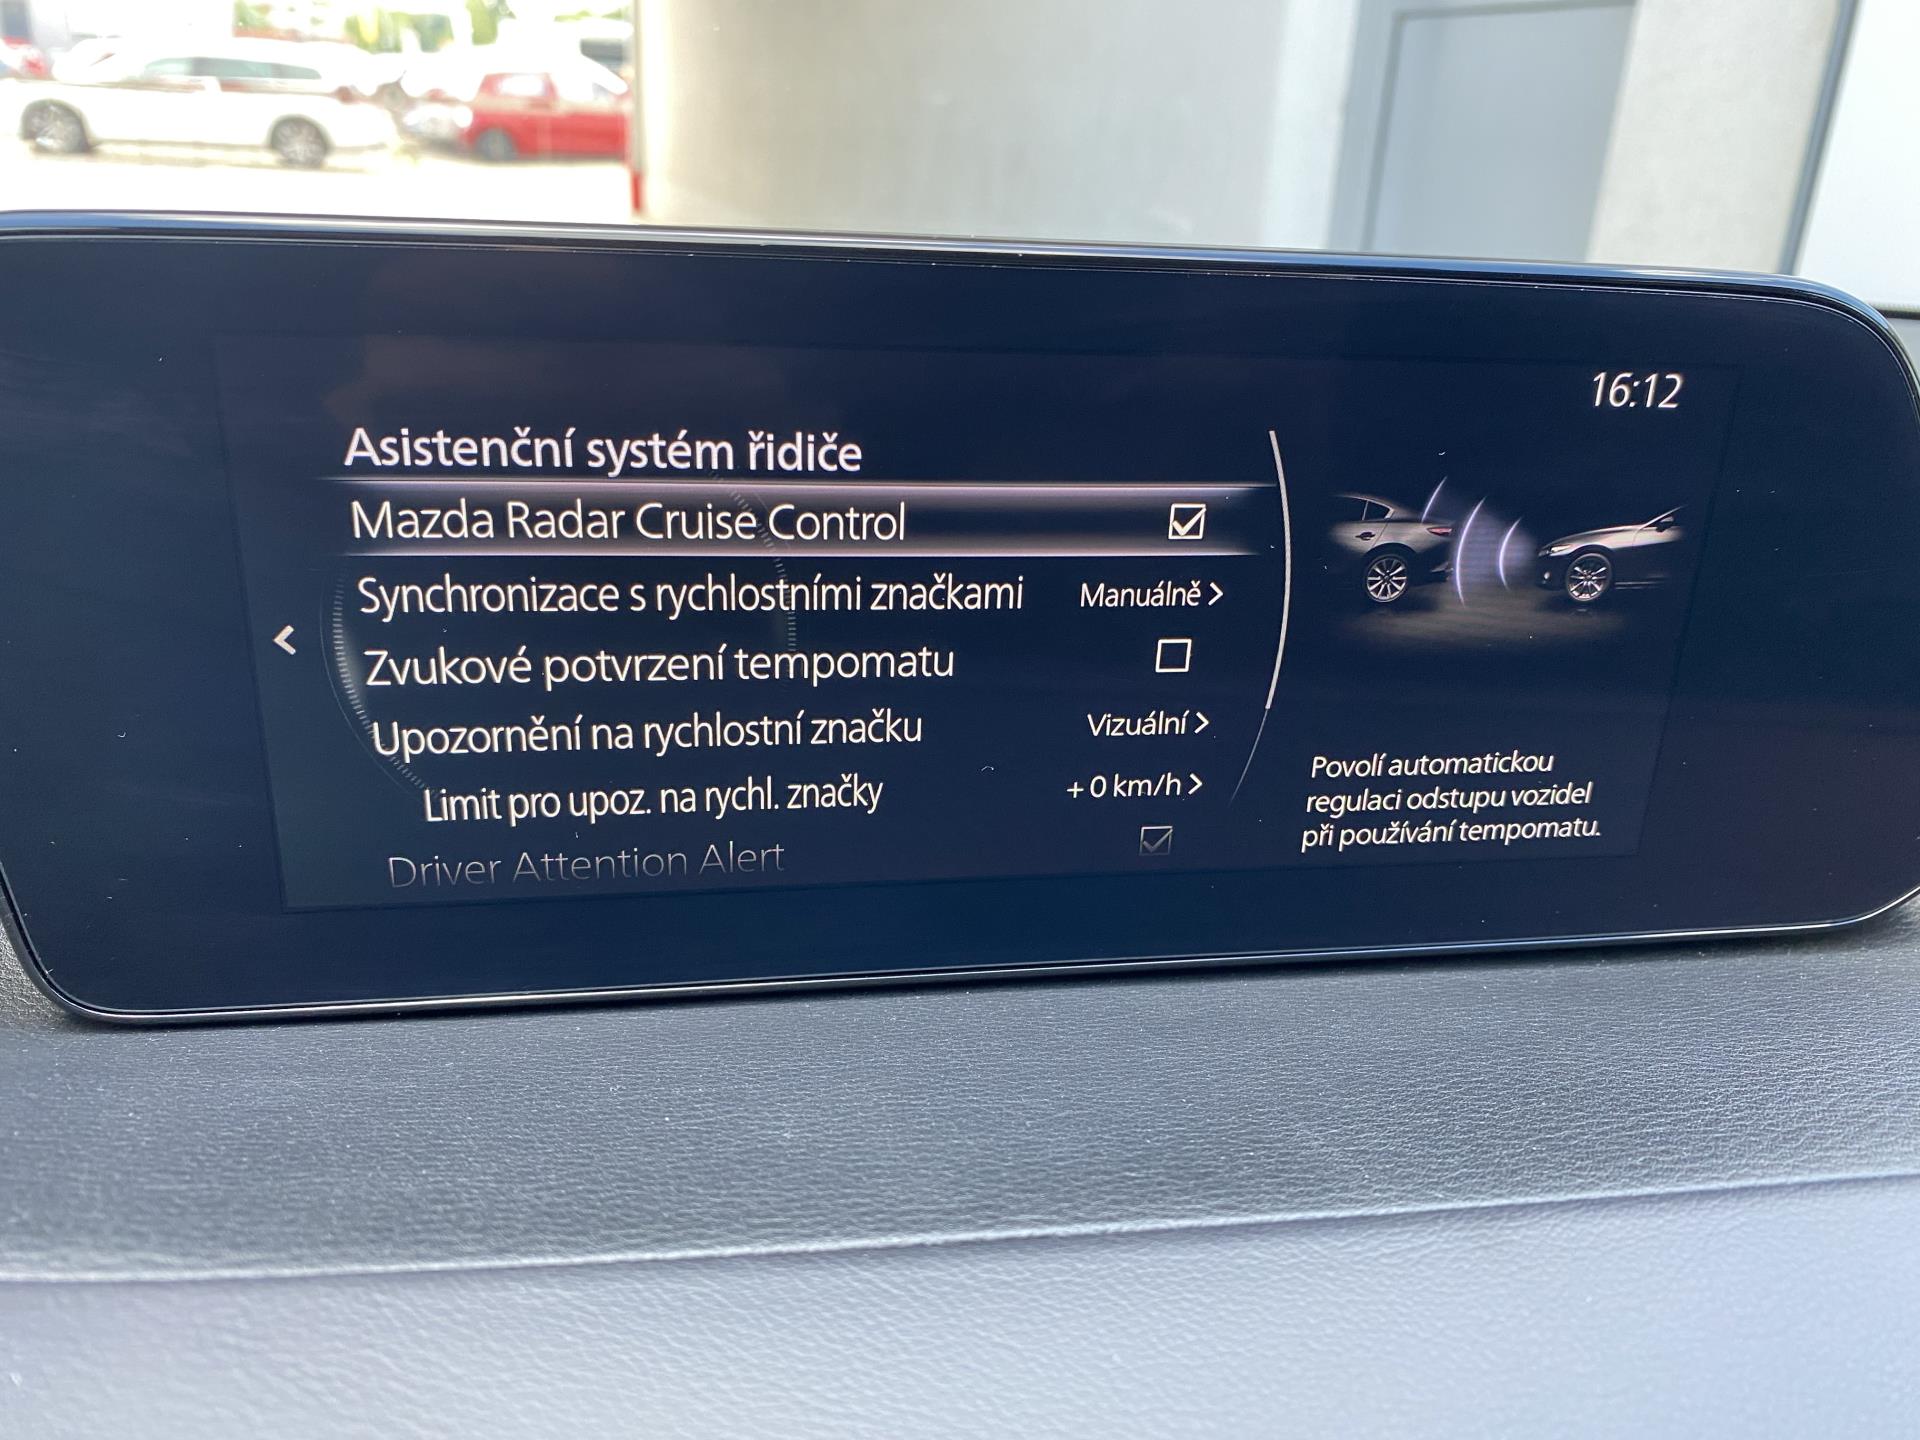 16:12
Asistenční systém řidiče
Mazda Radar Cruise Control
Synchronizace s rychlostními značkami Manuálně >
Zvukové potvrzení tempomatu
Upozornění na rychlostní značku Vizuální >
Limit pro upoz. na rychl. značky + 0 km/h >
Driver Attention Alert
Povolí automatickou
regulaci odstupu vozidel
při používání tempomatu.